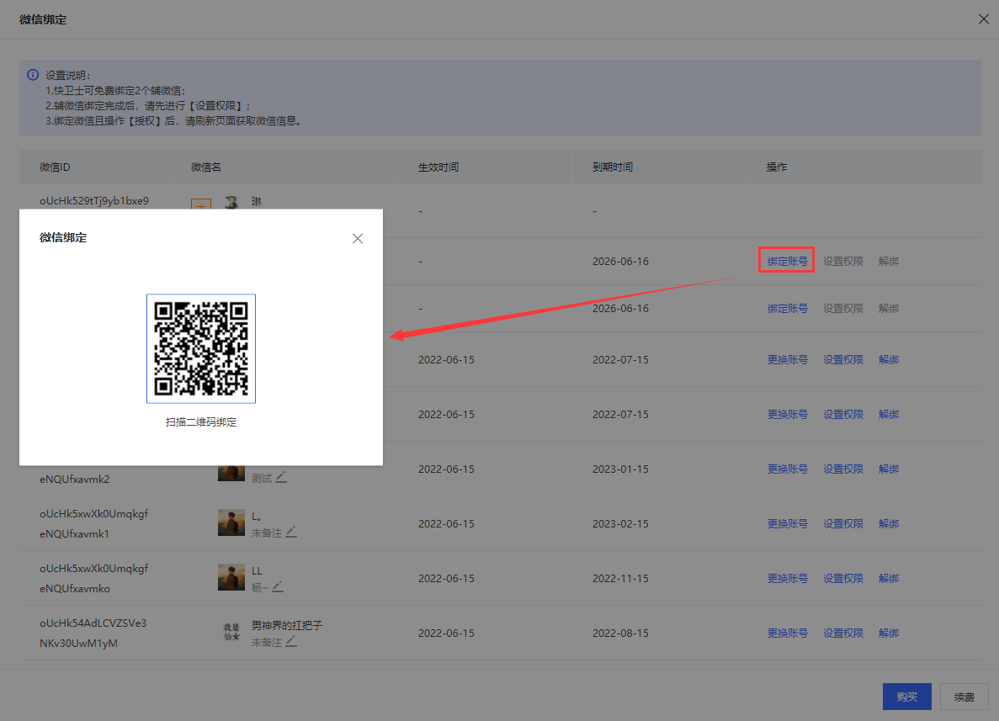 微信绑定
设置说明：
1.快卫士可免费绑定2个辅微信；
2.辅微信绑定完成后，请先进行【设置权限】；
3.绑定微信且操作【授权】后，请刷新页面获取微信信息。
微信ID 微信名 生效时间 到期时间 操作
oUcHk529tTj9yb1bxe9 琳
- -
微信绑定
- 2026-06-16 绑定账号 设置权限 解绑
- 2026-06-16 绑定账号 设置权限 解绑
2022-06-15 2022-07-15 更换账号 设置权限 解绑
2022-06-15 2022-07-15 更换账号 设置权限 解绑
扫描二维码绑定
2022-06-15 2023-01-15 更换账号 设置权限 解绑
eNQUfxavmk2 测试
oUcHk5xwXk0Umqkgf L。
2022-06-15 2023-02-15 更换账号 设置权限 解绑
eNQUfxavmk1 未备注
oUcHk5xwXk0Umqkgf LL
2022-06-15 2022-11-15 更换账号 设置权限 解绑
eNQUfxavmko 杨~
oUcHk54AdLCVZSVe3 我是 男神界的扛把子
2022-06-15 2022-08-15 更换账号 设置权限 解绑
NKv30UwM1yM 仙女 未备注
购买 续费